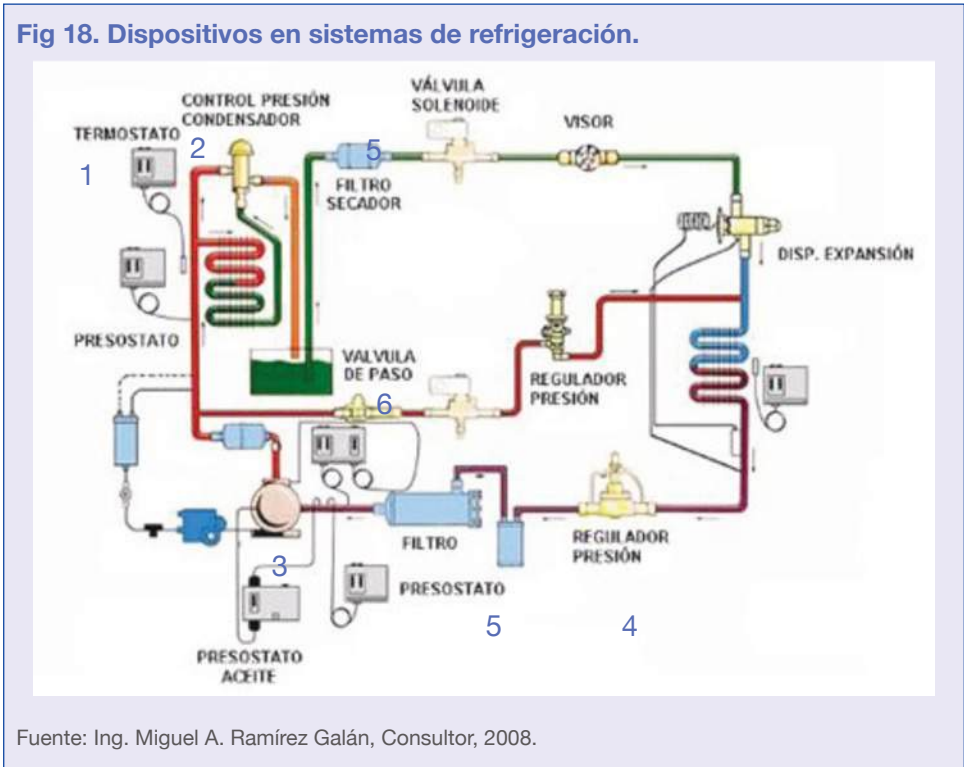 Fig 18. Dispositivos en sistemas de refrigeración.
VÁLVULA
SOLENOIDE
CONTROL PRESIÓN
CONDENSADOR
VISOR
TERMOSTATO
2
5
1
FILTRO
SECADOR
DISP. EXPANSIÓN
PRESOSTATO
VALVULA
DE PASO
REGULADOR
PRESIÓN
6
FILTRO
REGULADOR
PRESIÓN
3
PRESOSTATO
5
4
PRESOSTATO
ACEITE
Fuente: Ing. Miguel A. Ramírez Galán, Consultor, 2008.